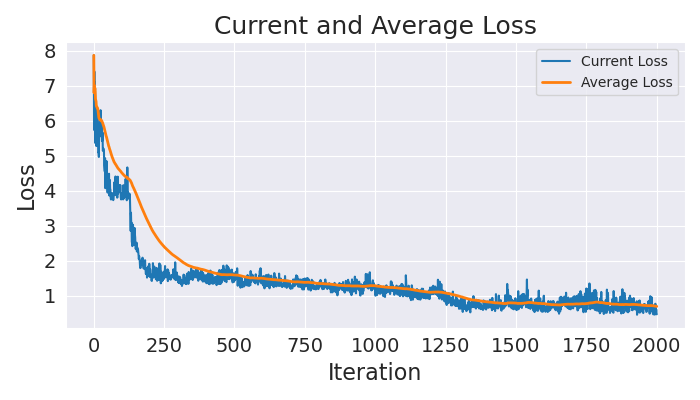 Current and Average Loss
Current Loss
Average Loss
Loss
8
7
6
5
4
3
2
1
0 250 500 750 1000 1250 1500 1750 2000
Iteration